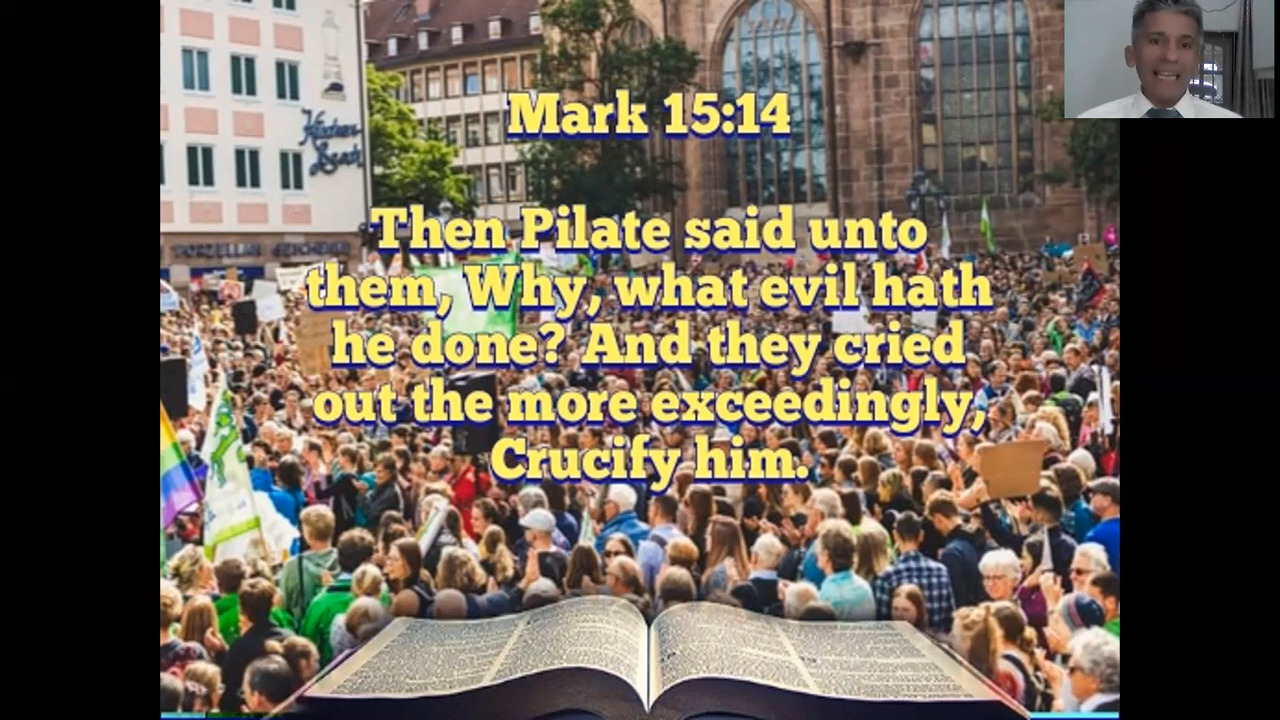 Mark 15:14
Then Pilate said unto
them, Why, what evil hath
he done? And they cried
out the more exceedingly,
Crucify him.